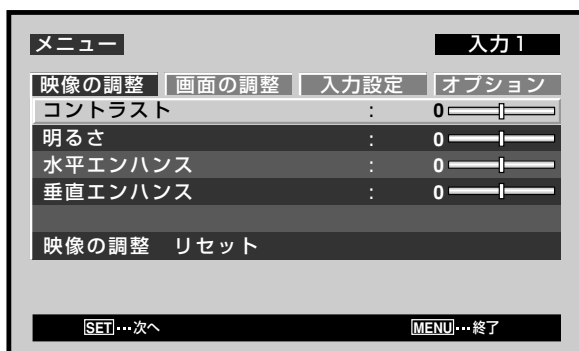 メニュー 入力1
映像の調整 画面の調整 入力設定 オプション
コントラスト : 0
明るさ : 0
水平エンハンス : 0
垂直エンハンス : 0
映像の調整 リセット
SET…次へ MENU…終了